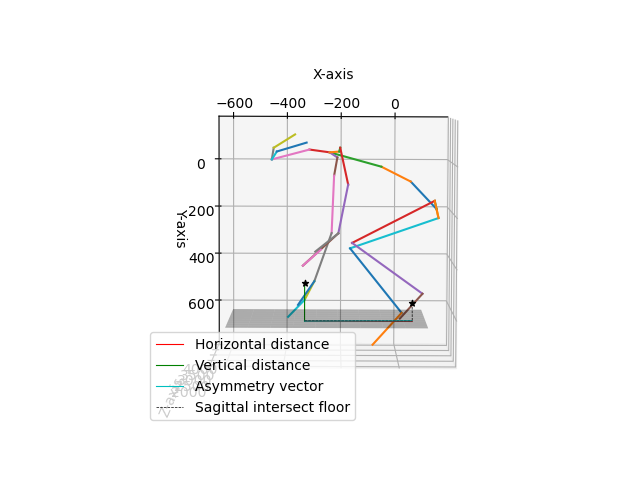 X-axis
−600 −400 −200 0
0
200
400
600
Y-axis
Horizontal distance
Vertical distance
Asymmetry vector
Sagittal intersect floor